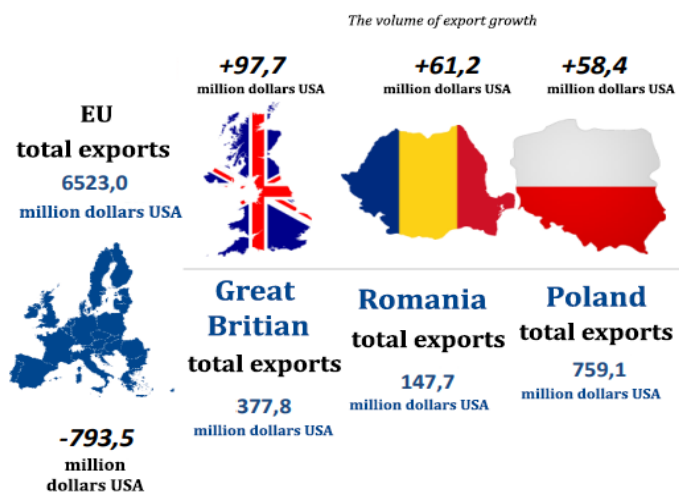 The volume of export growth
EU
total exports
6523,0
million dollars USA
-793,5
million
dollars USA
+97,7
million dollars USA
Great
Britian
total exports
377,8
million dollars USA
+61,2
million dollars USA
Romania
total exports
147,7
million dollars USA
+58,4
million dollars USA
Poland
total exports
759,1
million dollars USA